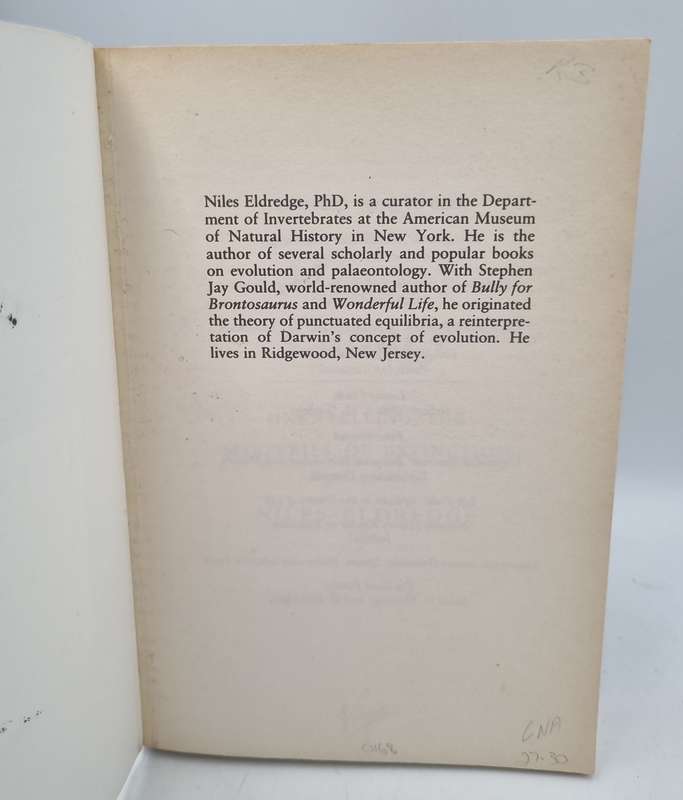 Niles Eldredge, PhD, is a curator in the Depart-
ment of Invertebrates at the American Museum
of Natural History in New York. He is the
author of several scholarly and popular books
on evolution and palaeontology. With Stephen
Jay Gould, world-renowned author of Bully for
Brontosaurus and Wonderful Life, he originated
the theory of punctuated equilibria, a reinterpre-
tation of Darwin's concept of evolution. He
lives in Ridgewood, New Jersey.
CNA